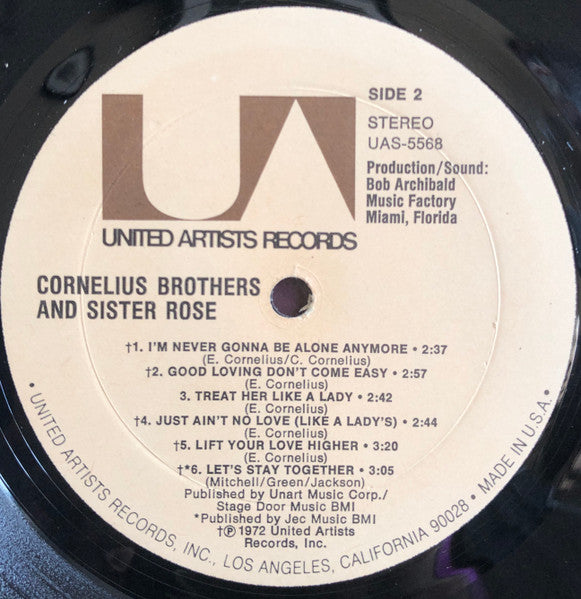 UA
UNITED ARTISTS RECORDS
SIDE 2
STEREO
UAS-5568
Production/Sound:
Bob Archibald
Music Factory
Miami, Florida
CORNELIUS BROTHERS
AND SISTER ROSE
†1. I'M NEVER GONNA BE ALONE ANYMORE • 2:37
(E. Cornelius/C. Cornelius)
†2. GOOD LOVING DON'T COME EASY • 2:57
(E. Cornelius)
3. TREAT HER LIKE A LADY • 2:42
(E. Cornelius)
†4. JUST AIN'T NO LOVE (LIKE A LADY'S) • 2:44
(E. Cornelius)
†5. LIFT YOUR LOVE HIGHER • 3:20
(E. Cornelius)
†*6. LET'S STAY TOGETHER • 3:05
(Mitchell/Green/Jackson)
Published by Unart Music Corp./
Stage Door Music BMI
*Published by Jec Music BMI
†℗ 1972 United Artists
Records, Inc.
• UNITED ARTISTS RECORDS, INC., LOS ANGELES, CALIFORNIA 90028 • MADE IN U.S.A. •